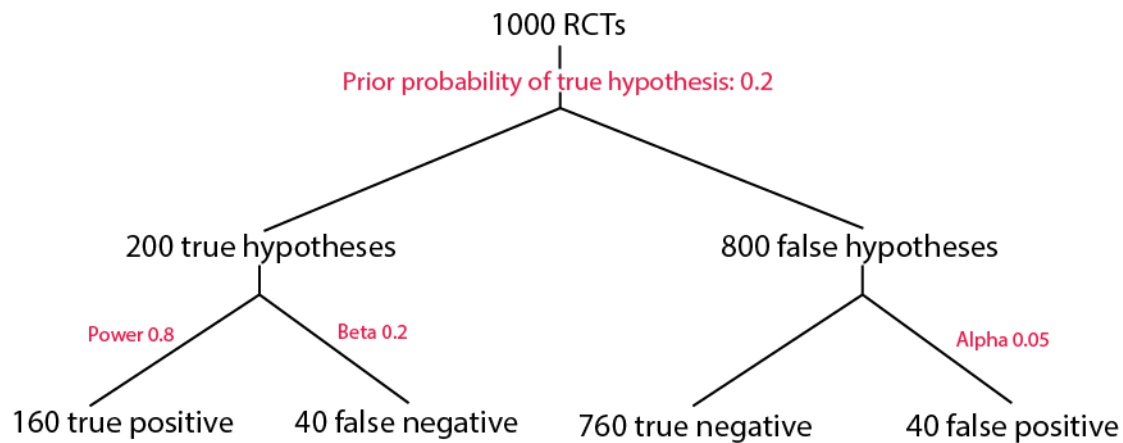 1000 RCTs
Prior probability of true hypothesis: 0.2
200 true hypotheses
800 false hypotheses
Power 0.8
Beta 0.2
Alpha 0.05
160 true positive
40 false negative
760 true negative
40 false positive